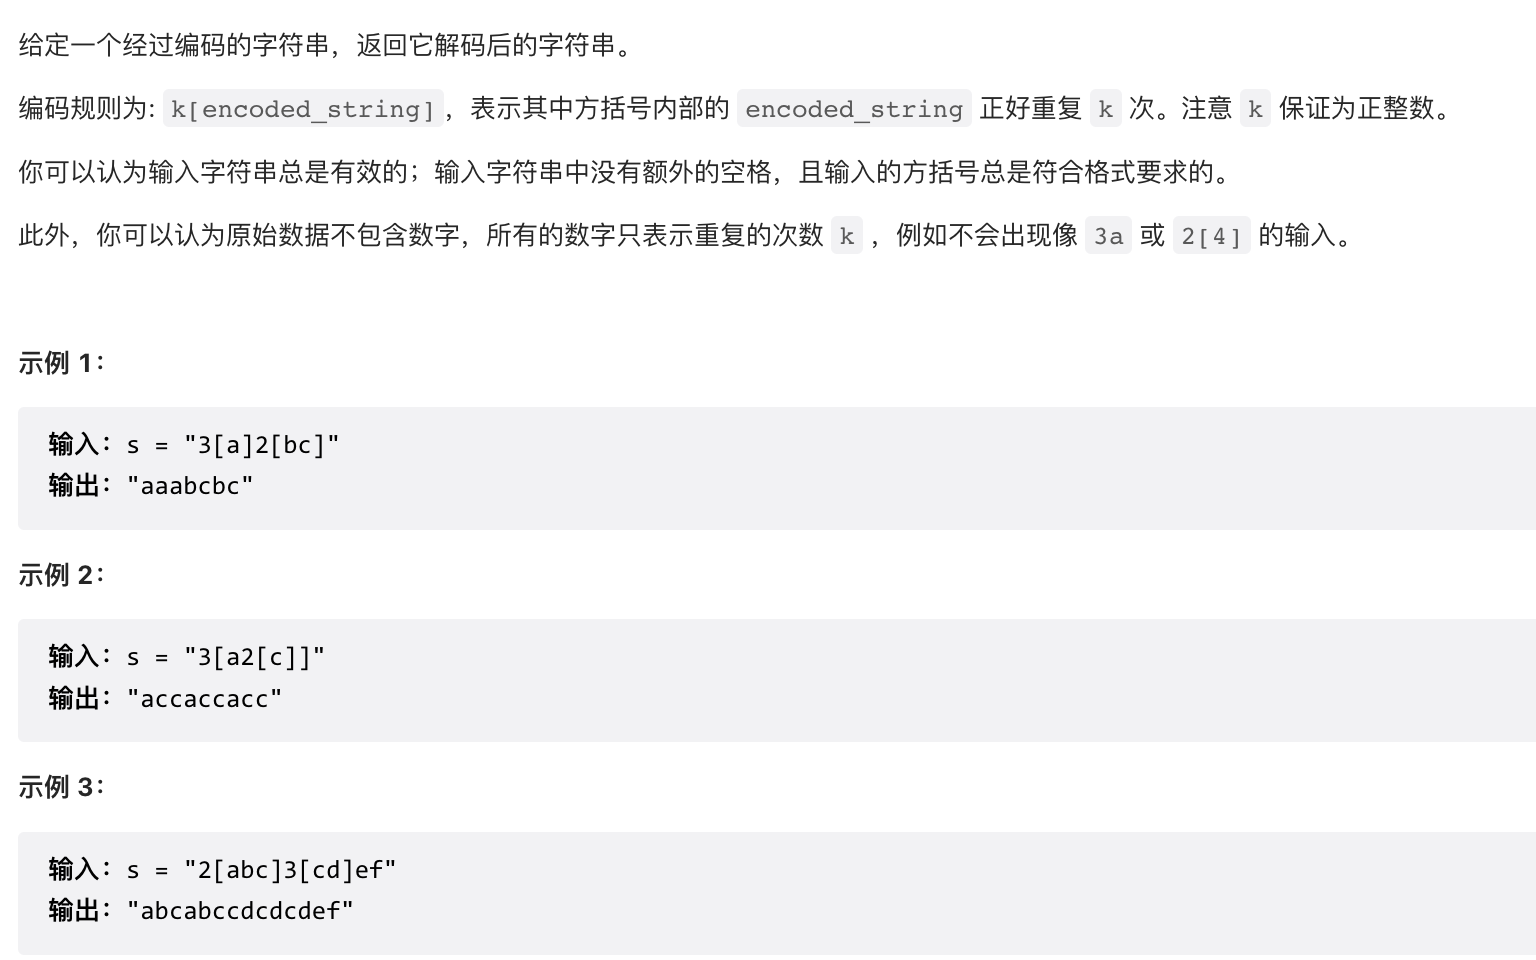 给定一个经过编码的字符串，返回它解码后的字符串。
编码规则为: k[encoded_string]，表示其中方括号内部的 encoded_string 正好重复 k 次。注意 k 保证为正整数。
你可以认为输入字符串总是有效的；输入字符串中没有额外的空格，且输入的方括号总是符合格式要求的。
此外，你可以认为原始数据不包含数字，所有的数字只表示重复的次数 k ，例如不会出现像 3a 或 2[4] 的输入。
示例 1：
输入：s = "3[a]2[bc]"
输出："aaabcbc"
示例 2：
输入：s = "3[a2[c]]"
输出："accaccacc"
示例 3：
输入：s = "2[abc]3[cd]ef"
输出："abcabccdcdcdef"